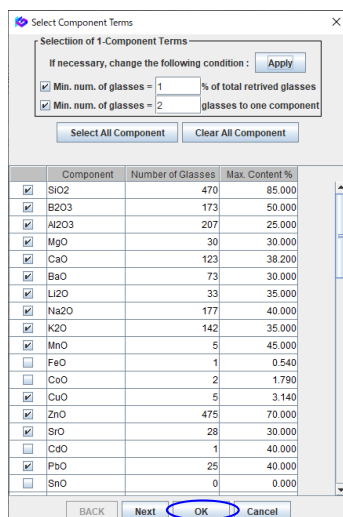 Select Component Terms
Selectiion of 1-Component Terms
If necessary, change the following condition : Apply
Min. num. of glasses = 1 % of total retrived glasses
Min. num. of glasses = 2 glasses to one component
Select All Component Clear All Component
Component Number of Glasses Max. Content %
SiO2 470 85.000
B2O3 173 50.000
Al2O3 207 25.000
MgO 30 30.000
CaO 123 38.200
BaO 73 30.000
Li2O 33 35.000
Na2O 177 40.000
K2O 142 35.000
MnO 5 45.000
FeO 1 0.540
CoO 2 1.790
CuO 5 3.140
ZnO 475 70.000
SrO 28 30.000
CdO 1 40.000
PbO 25 40.000
SnO 0 0.000
BACK Next OK Cancel